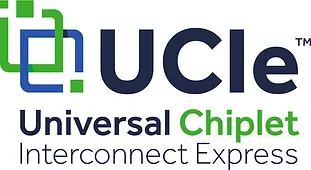 UCIe™
Universal Chiplet
Interconnect Express